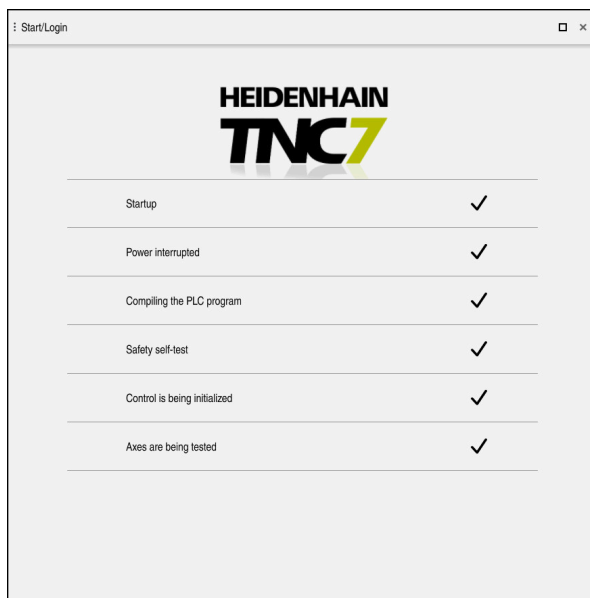 Start/Login
HEIDENHAIN
TNC7
Startup
Power interrupted
Compiling the PLC program
Safety self-test
Control is being initialized
Axes are being tested